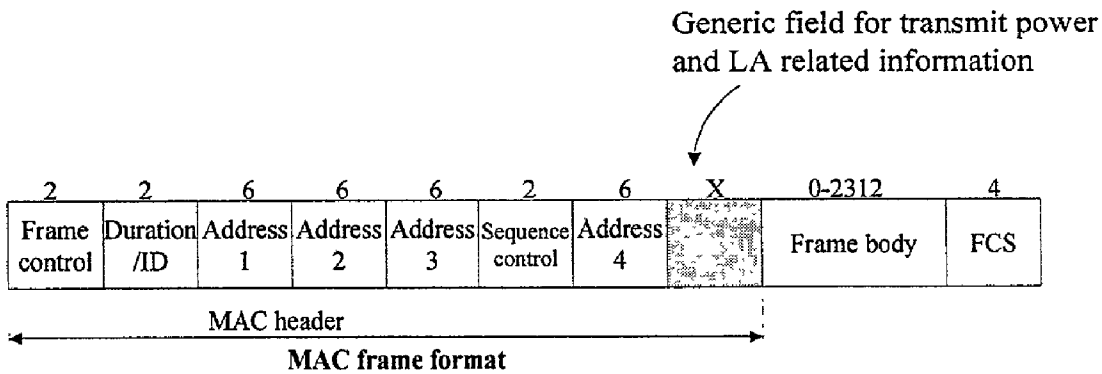 Generic field for transmit power
and LA related information
2 2 6 6 6 2 6 X 0-2312 4
Frame control
Duration /ID
Address 1
Address 2
Address 3
Sequence control
Address 4
Frame body
FCS
MAC header
MAC frame format